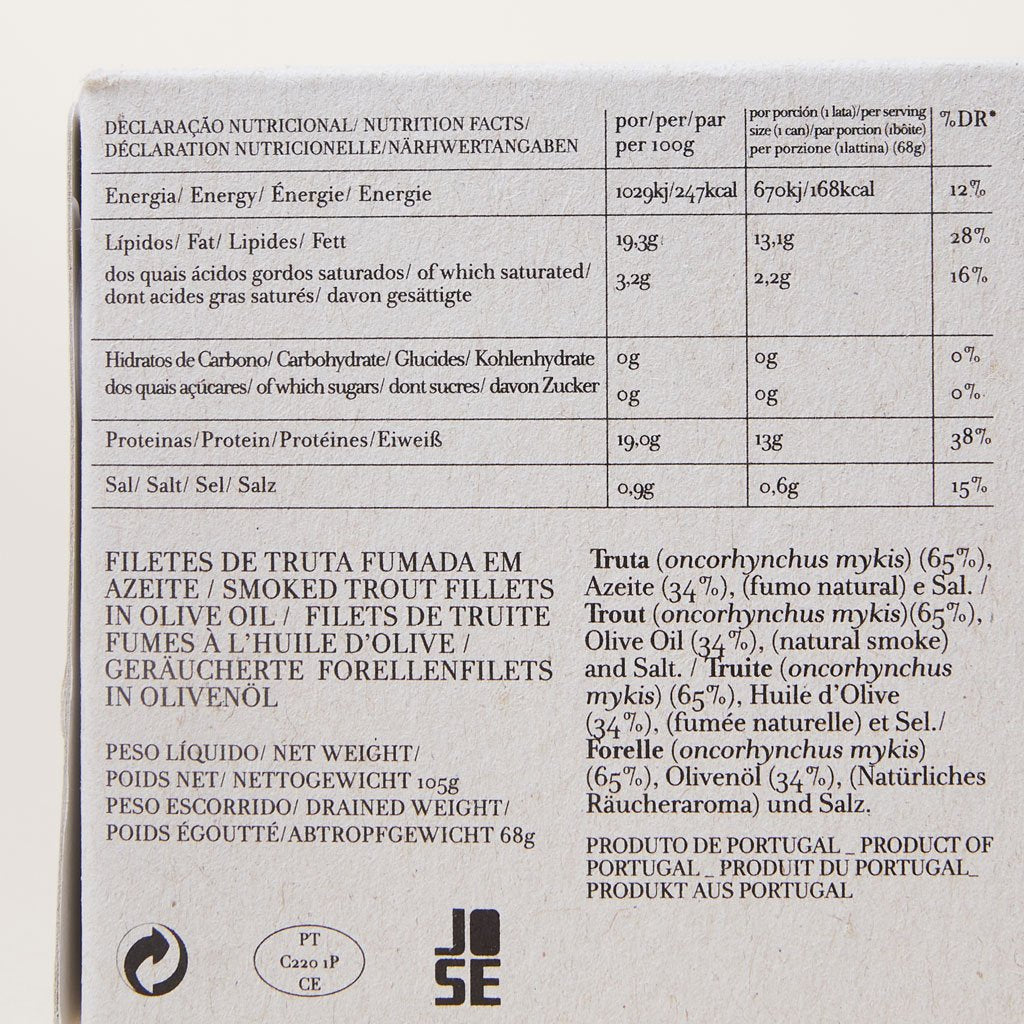 DECLARAÇÃO NUTRICIONAL/ NUTRITION FACTS/
DÉCLARATION NUTRICIONELLE/NÄRHWERTANGABEN
por/per/par
per 100g
por porción (1 lata)/per serving
size (1 can)/par porcion (1bôite)
per porzione (1lattina) (68g)
%DR*
Energia/ Energy/ Énergie/ Energie 1029kj/247kcal 670kj/168kcal 12%
Lípidos/ Fat/ Lipides/ Fett 19,3g 13,1g 28%
dos quais ácidos gordos saturados/ of which saturated/ 3,2g 2,2g 16%
dont acides gras saturés/ davon gesättigte
Hidratos de Carbono/ Carbohydrate/ Glucides/ Kohlenhydrate 0g 0g 0%
dos quais açúcares/ of which sugars/ dont sucres/ davon Zucker 0g 0g 0%
Proteinas/Protein/Protéines/Eiweiß 19,0g 13g 38%
Sal/ Salt/ Sel/ Salz 0,9g 0,6g 15%
FILETES DE TRUTA FUMADA EM
AZEITE / SMOKED TROUT FILLETS
IN OLIVE OIL / FILETS DE TRUITE
FUMES À L'HUILE D'OLIVE /
GERÄUCHERTE FORELLENFILETS
IN OLIVENÖL
PESO LÍQUIDO/ NET WEIGHT/
POIDS NET/ NETTOGEWICHT 105g
PESO ESCORRIDO/ DRAINED WEIGHT/
POIDS ÉGOUTTÉ/ABTROPFGEWICHT 68g
Truta (oncorhynchus mykis) (65%),
Azeite (34%), (fumo natural) e Sal. /
Trout (oncorhynchus mykis)(65%),
Olive Oil (34%), (natural smoke)
and Salt. / Truite (oncorhynchus
mykis) (65%), Huile d'Olive
(34%), (fumée naturelle) et Sel./
Forelle (oncorhynchus mykis)
(65%), Olivenöl (34%), (Natürliches
Räucheraroma) und Salz.
PRODUTO DE PORTUGAL _ PRODUCT OF
PORTUGAL _ PRODUIT DU PORTUGAL_
PRODUKT AUS PORTUGAL
PT
C220 1P
CE
JO
SE